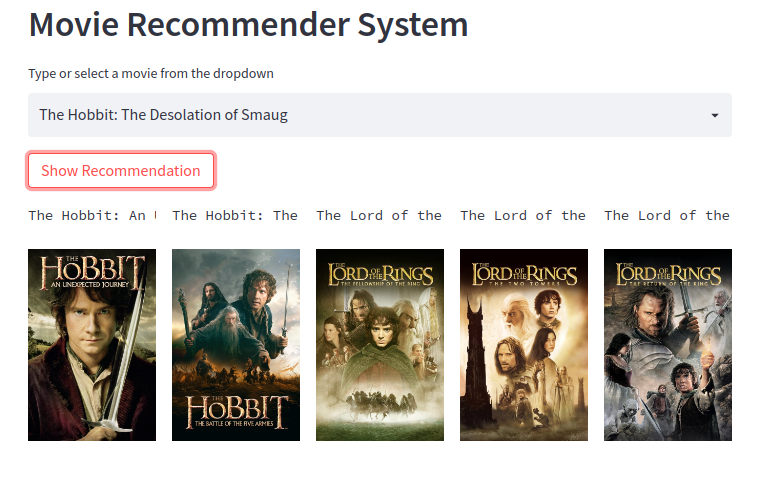 Movie Recommender System
Type or select a movie from the dropdown
The Hobbit: The Desolation of Smaug
Show Recommendation
The Hobbit: An
The Hobbit: The
The Lord of the
The Lord of the
The Lord of the
THE
HOBBIT
AN UNEXPECTED JOURNEY
THE
HOBBIT
THE BATTLE OF THE FIVE ARMIES
THE
LORD OF THE RINGS
THE FELLOWSHIP OF THE RING
THE
LORD OF THE RINGS
THE TWO TOWERS
THE
LORD OF THE RINGS
THE RETURN OF THE KING